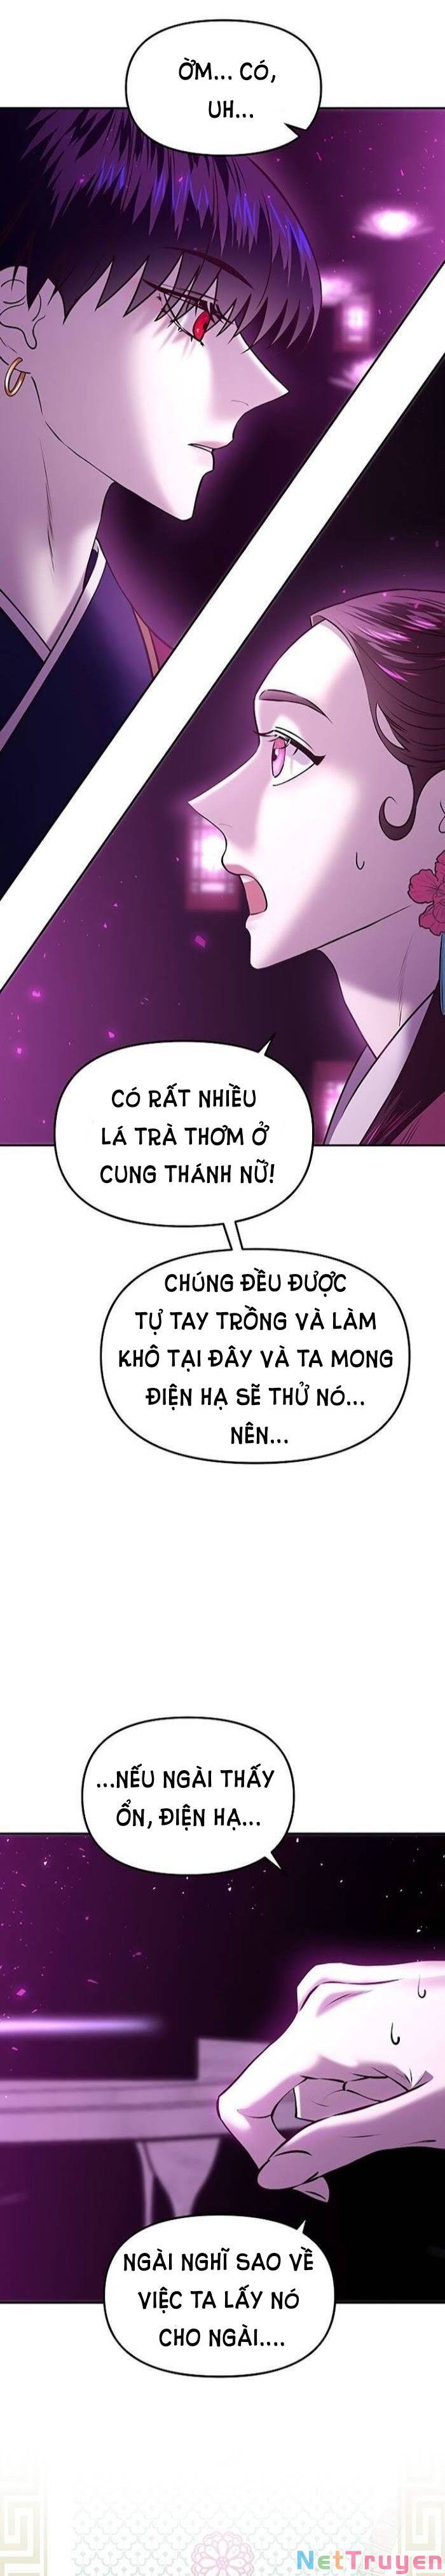 ỜM... CÓ,
UH...
CÓ RẤT NHIỀU
LÁ TRÀ THƠM Ở
CUNG THÁNH NỮ!
CHÚNG ĐỀU ĐƯỢC
TỰ TAY TRỒNG VÀ LÀM
KHÔ TẠI ĐÂY VÀ TA MONG
ĐIỆN HẠ SẼ THỬ NÓ...
NÊN...
...NẾU NGÀI THẤY
ỔN, ĐIỆN HẠ...
NGÀI NGHĨ SAO VỀ
VIỆC TA LẤY NÓ
CHO NGÀI....
NetTruyen